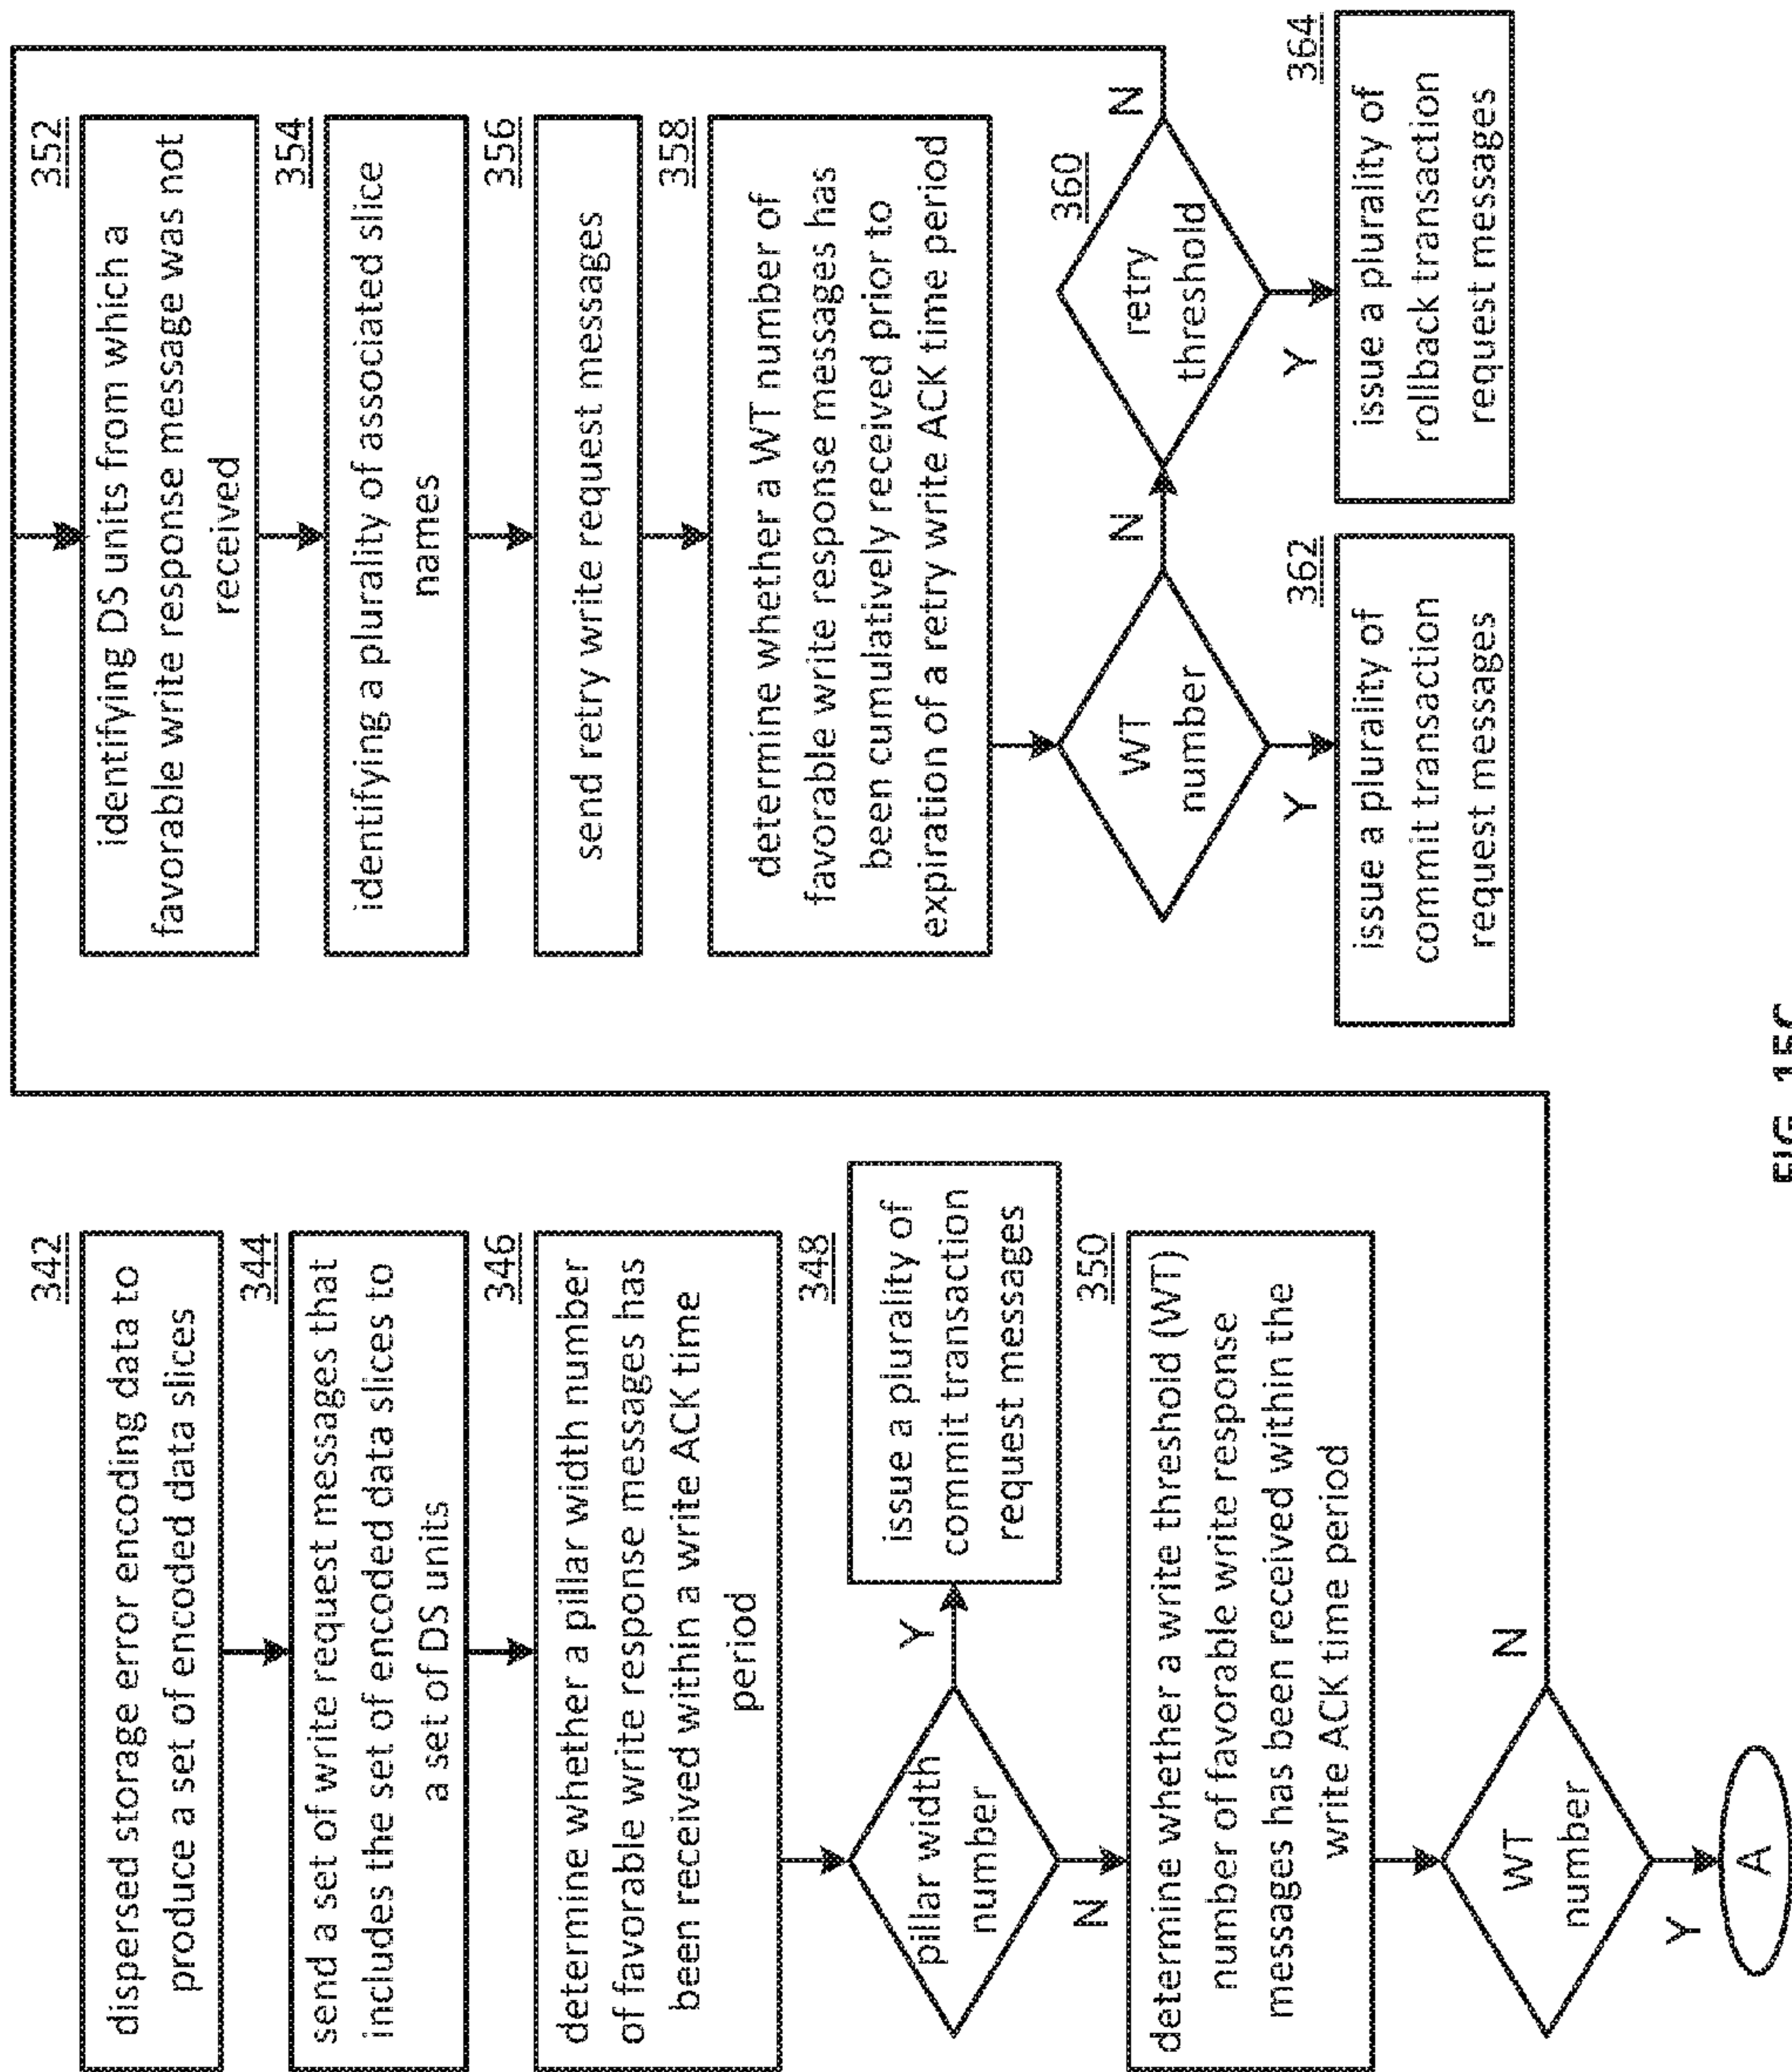 342
dispersed storage error encoding data to
produce a set of encoded data slices
344
send a set of write request messages that
includes the set of encoded data slices to
a set of DS units
346
determine whether a pillar width number
of favorable write response messages has
been received within a write ACK time
period
348
pillar width
number
Y
issue a plurality of
commit transaction
request messages
N
350
determine whether a write threshold (WT)
number of favorable write response
messages has been received within the
write ACK time period
WT
number
N
Y
A
352
identifying DS units from which a
favorable write response message was not
received
354
identifying a plurality of associated slice
names
356
send retry write request messages
358
determine whether a WT number of
favorable write response messages has
been cumulatively received prior to
expiration of a retry write ACK time period
WT
number
N
360
retry
threshold
N
Y
362
issue a plurality of
commit transaction
request messages
Y
364
issue a plurality of
rollback transaction
request messages